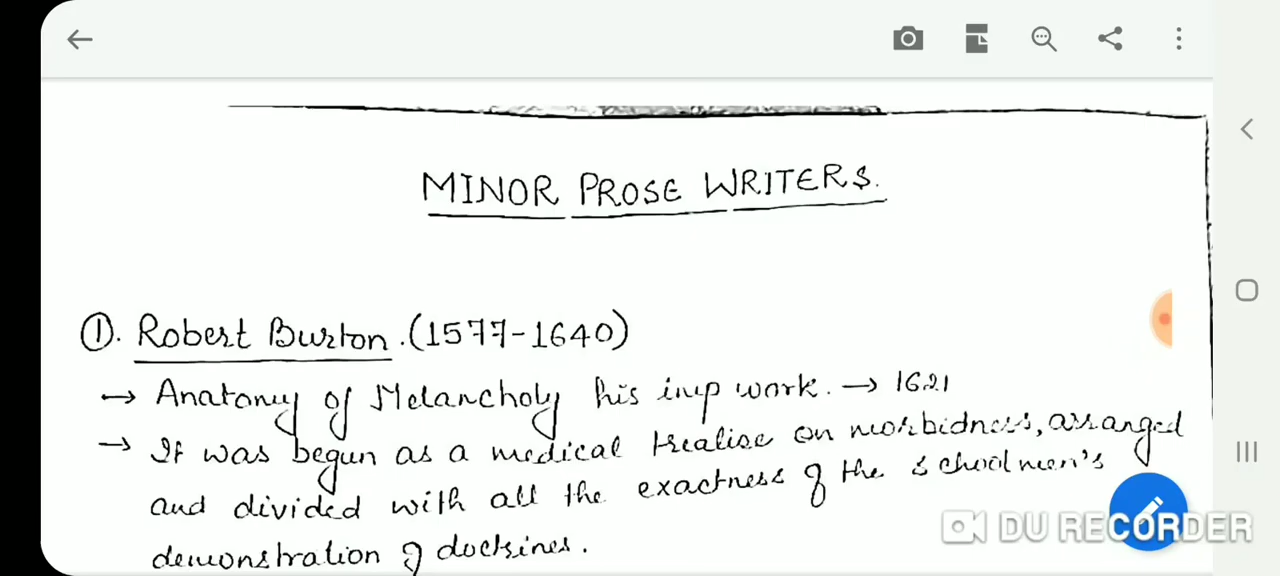 MINOR PROSE WRITERS.
①. Robert Burton. (1577-1640)
→ Anatomy of Melancholy his imp work. → 1621
→ It was begun as a medical treatise on morbidness, arranged
and divided with all the exactness of the schoolmen's
demonstration of doctrines.
DU RECORDER